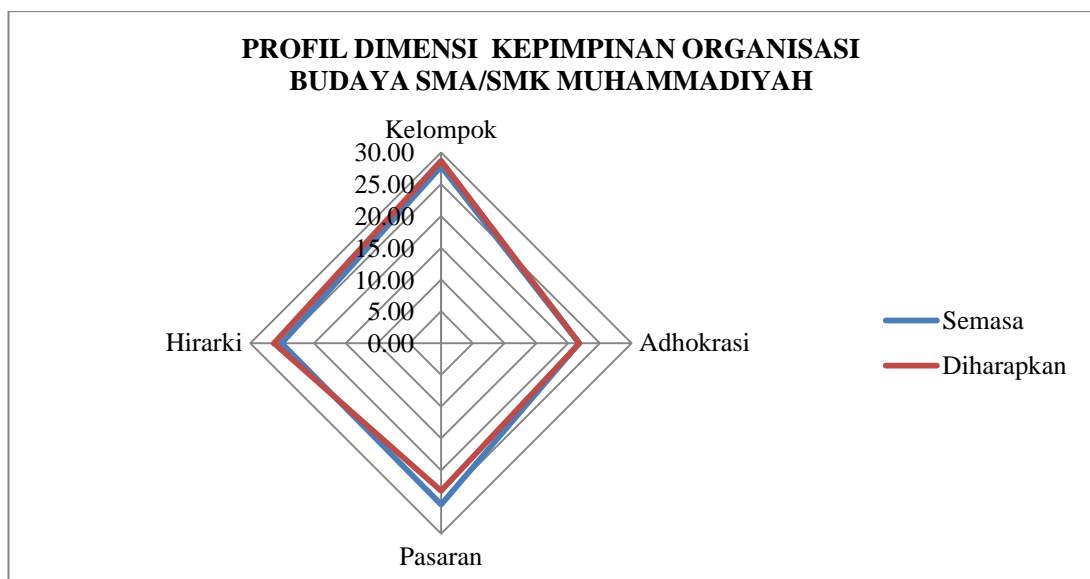 PROFIL DIMENSI KEPIMPINAN ORGANISASI
BUDAYA SMA/SMK MUHAMMADIYAH
Kelompok
30.00
25.00
20.00
15.00
10.00
5.00
0.00
Hirarki
Adhokrasi
Pasaran
Semasa
Diharapkan